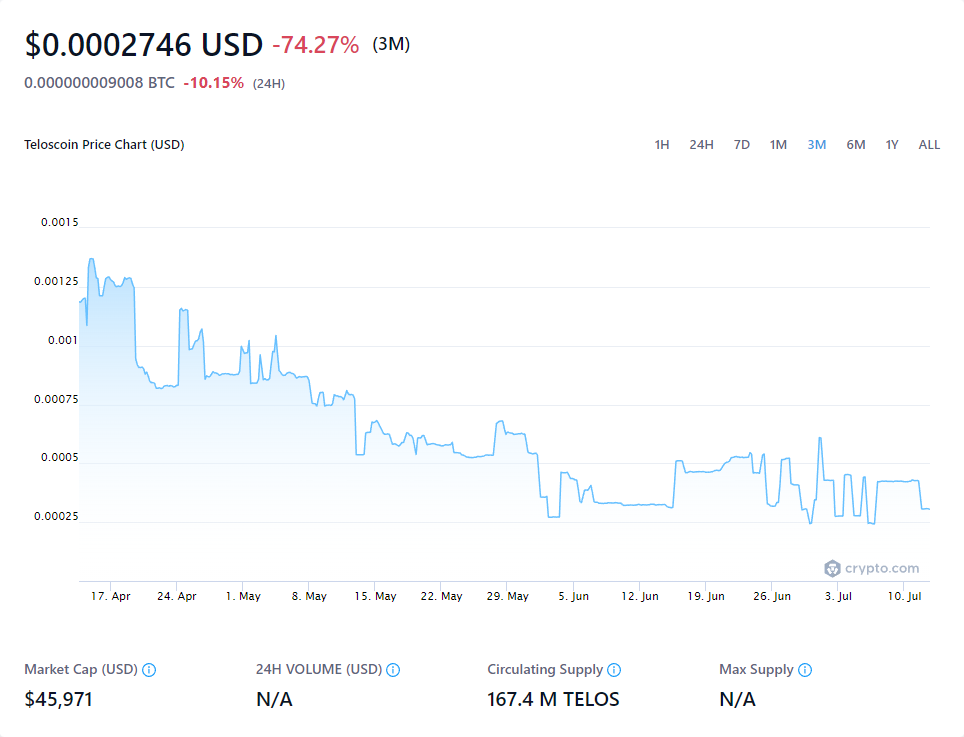 $0.0002746 USD -74.27% (3M)
0.000000009008 BTC -10.15% (24H)
Teloscoin Price Chart (USD) 1H 24H 7D 1M 3M 6M 1Y ALL
0.0015
0.00125
0.001
0.00075
0.0005
0.00025
crypto.com
17. Apr 24. Apr 1. May 8. May 15. May 22. May 29. May 5. Jun 12. Jun 19. Jun 26. Jun 3. Jul 10. Jul
Market Cap (USD) 24H VOLUME (USD) Circulating Supply Max Supply
$45,971 N/A 167.4 M TELOS N/A